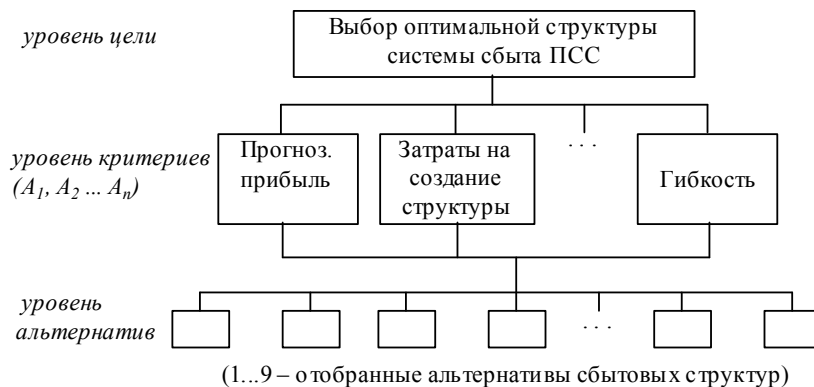 уровень цели
Выбор оптимальной структуры
системы сбыта ПСС
уровень критериев
(A1, A2 ... An)
Прогноз.
прибыль
Затраты на
создание
структуры
. . .
Гибкость
уровень
альтернатив
. . .
(1...9 – отобранные альтернативы сбытовых структур)